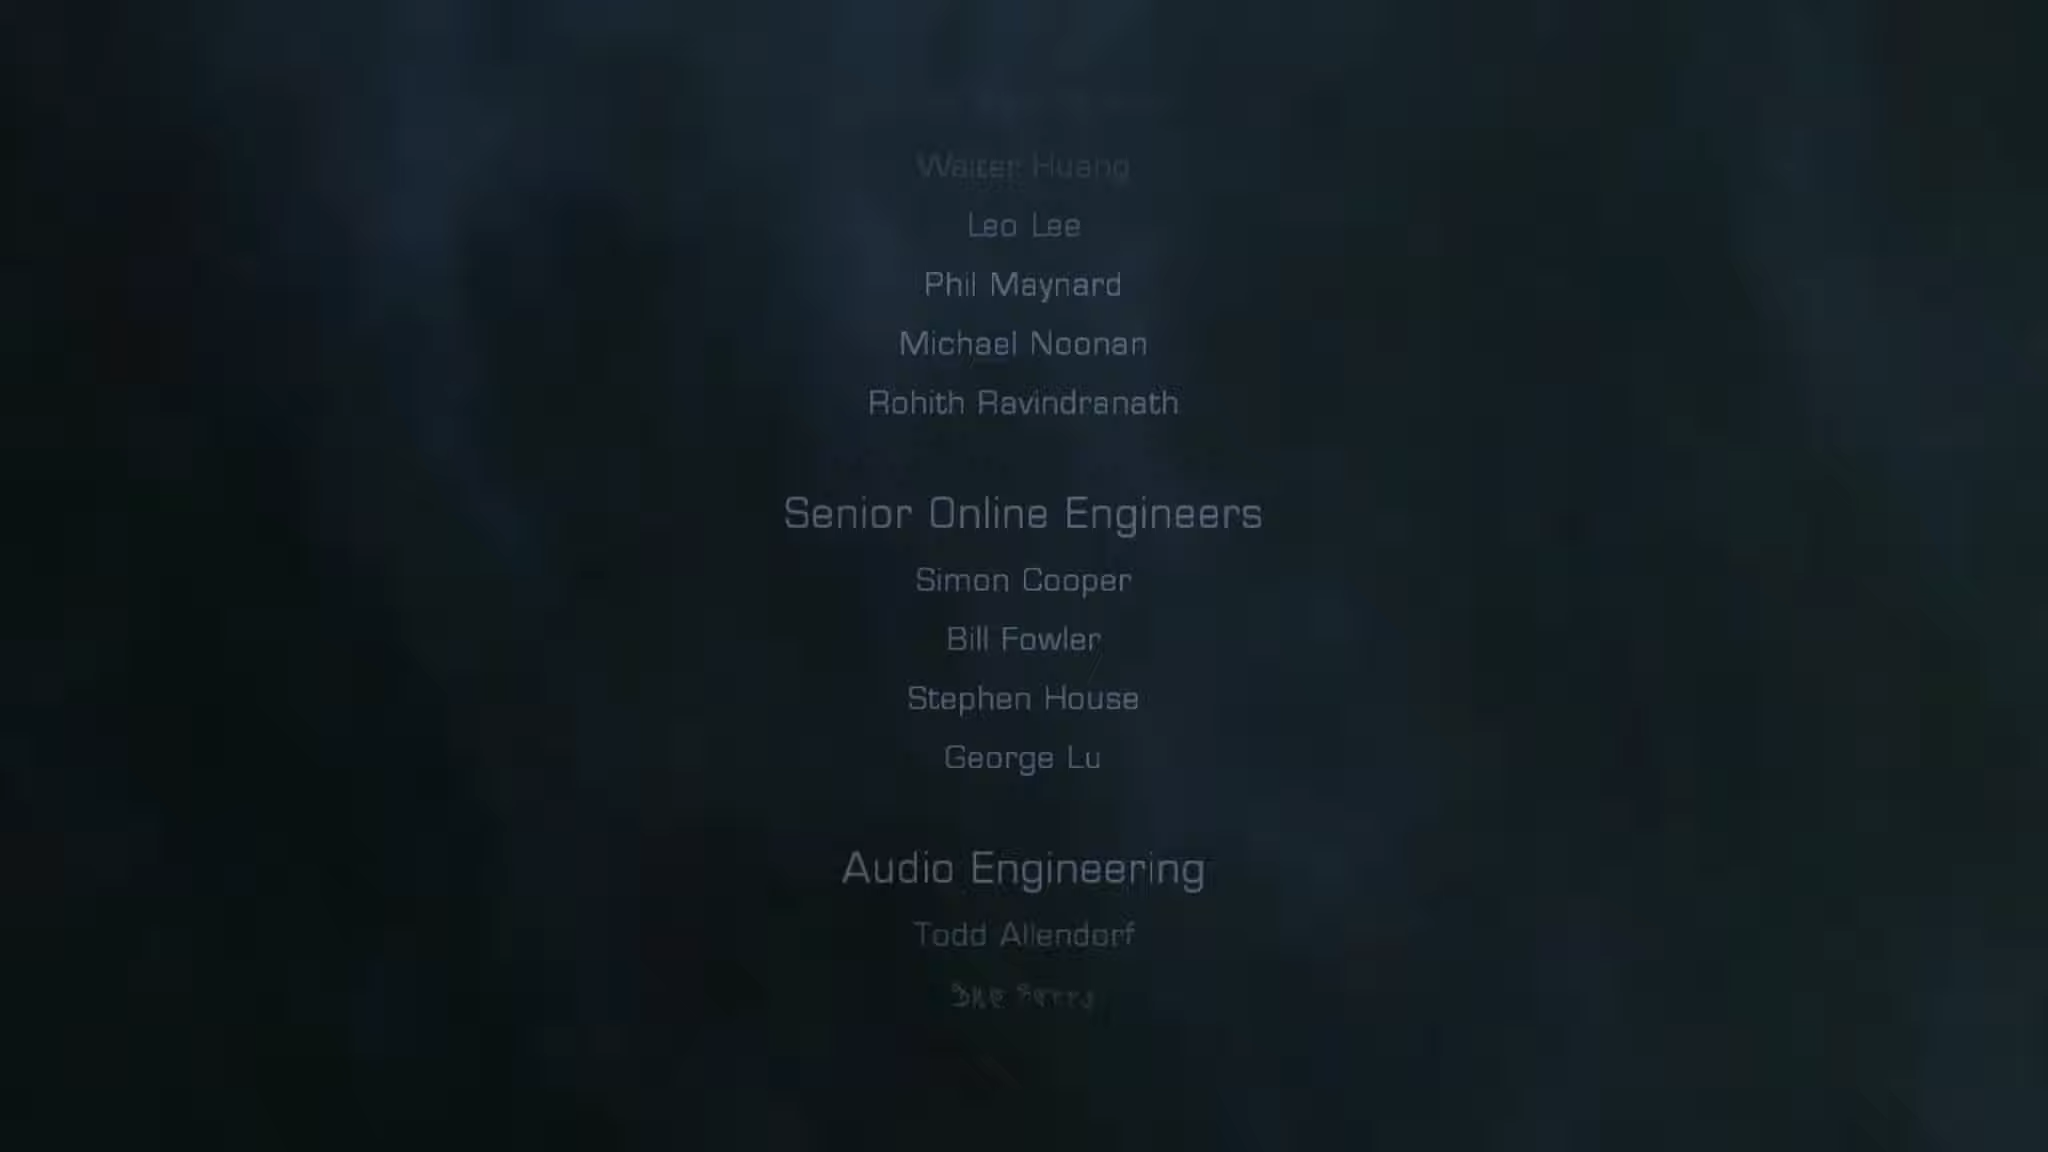 Walter Huang
Leo Lee
Phil Maynard
Michael Noonan
Rohith Ravindranath
Senior Online Engineers
Simon Cooper
Bill Fowler
Stephen House
George Lu
Audio Engineering
Todd Allendorf